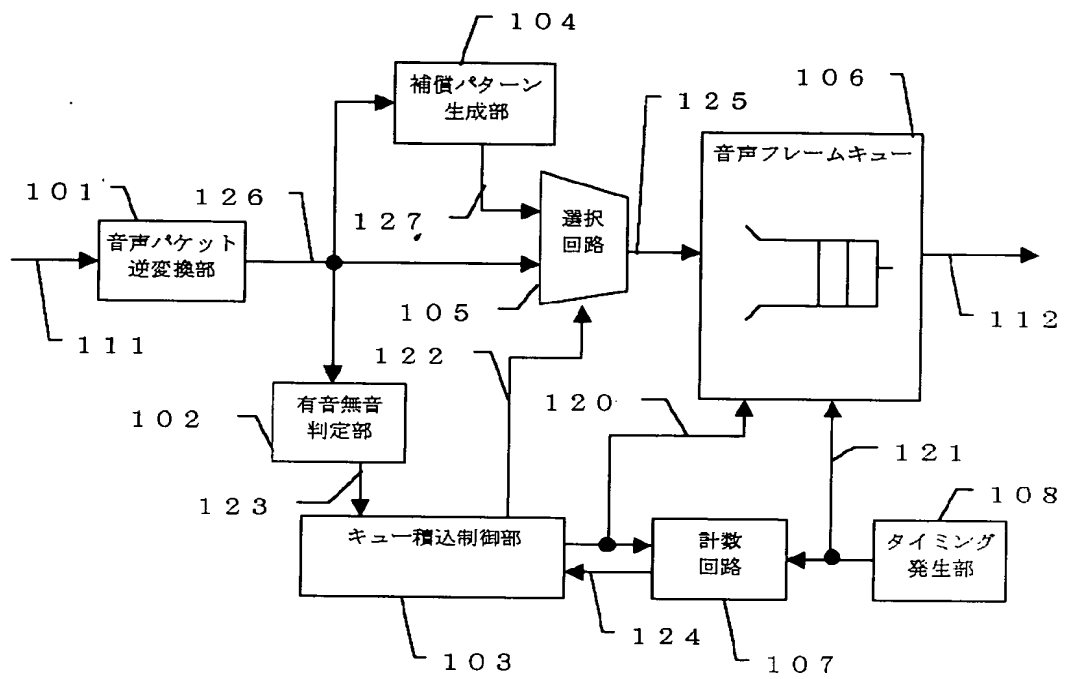 １０４
補償パターン
生成部
１０６
１２５
音声フレームキュー
１０１
１２６
１２７
選択
回路
音声パケット
逆変換部
１０５
１１１
１２２
１１２
有音無音
判定部
１０２
１２０
１２１
１２３
１０８
キュー積込制御部
計数
回路
タイミング
発生部
１２４
１０３
１０７